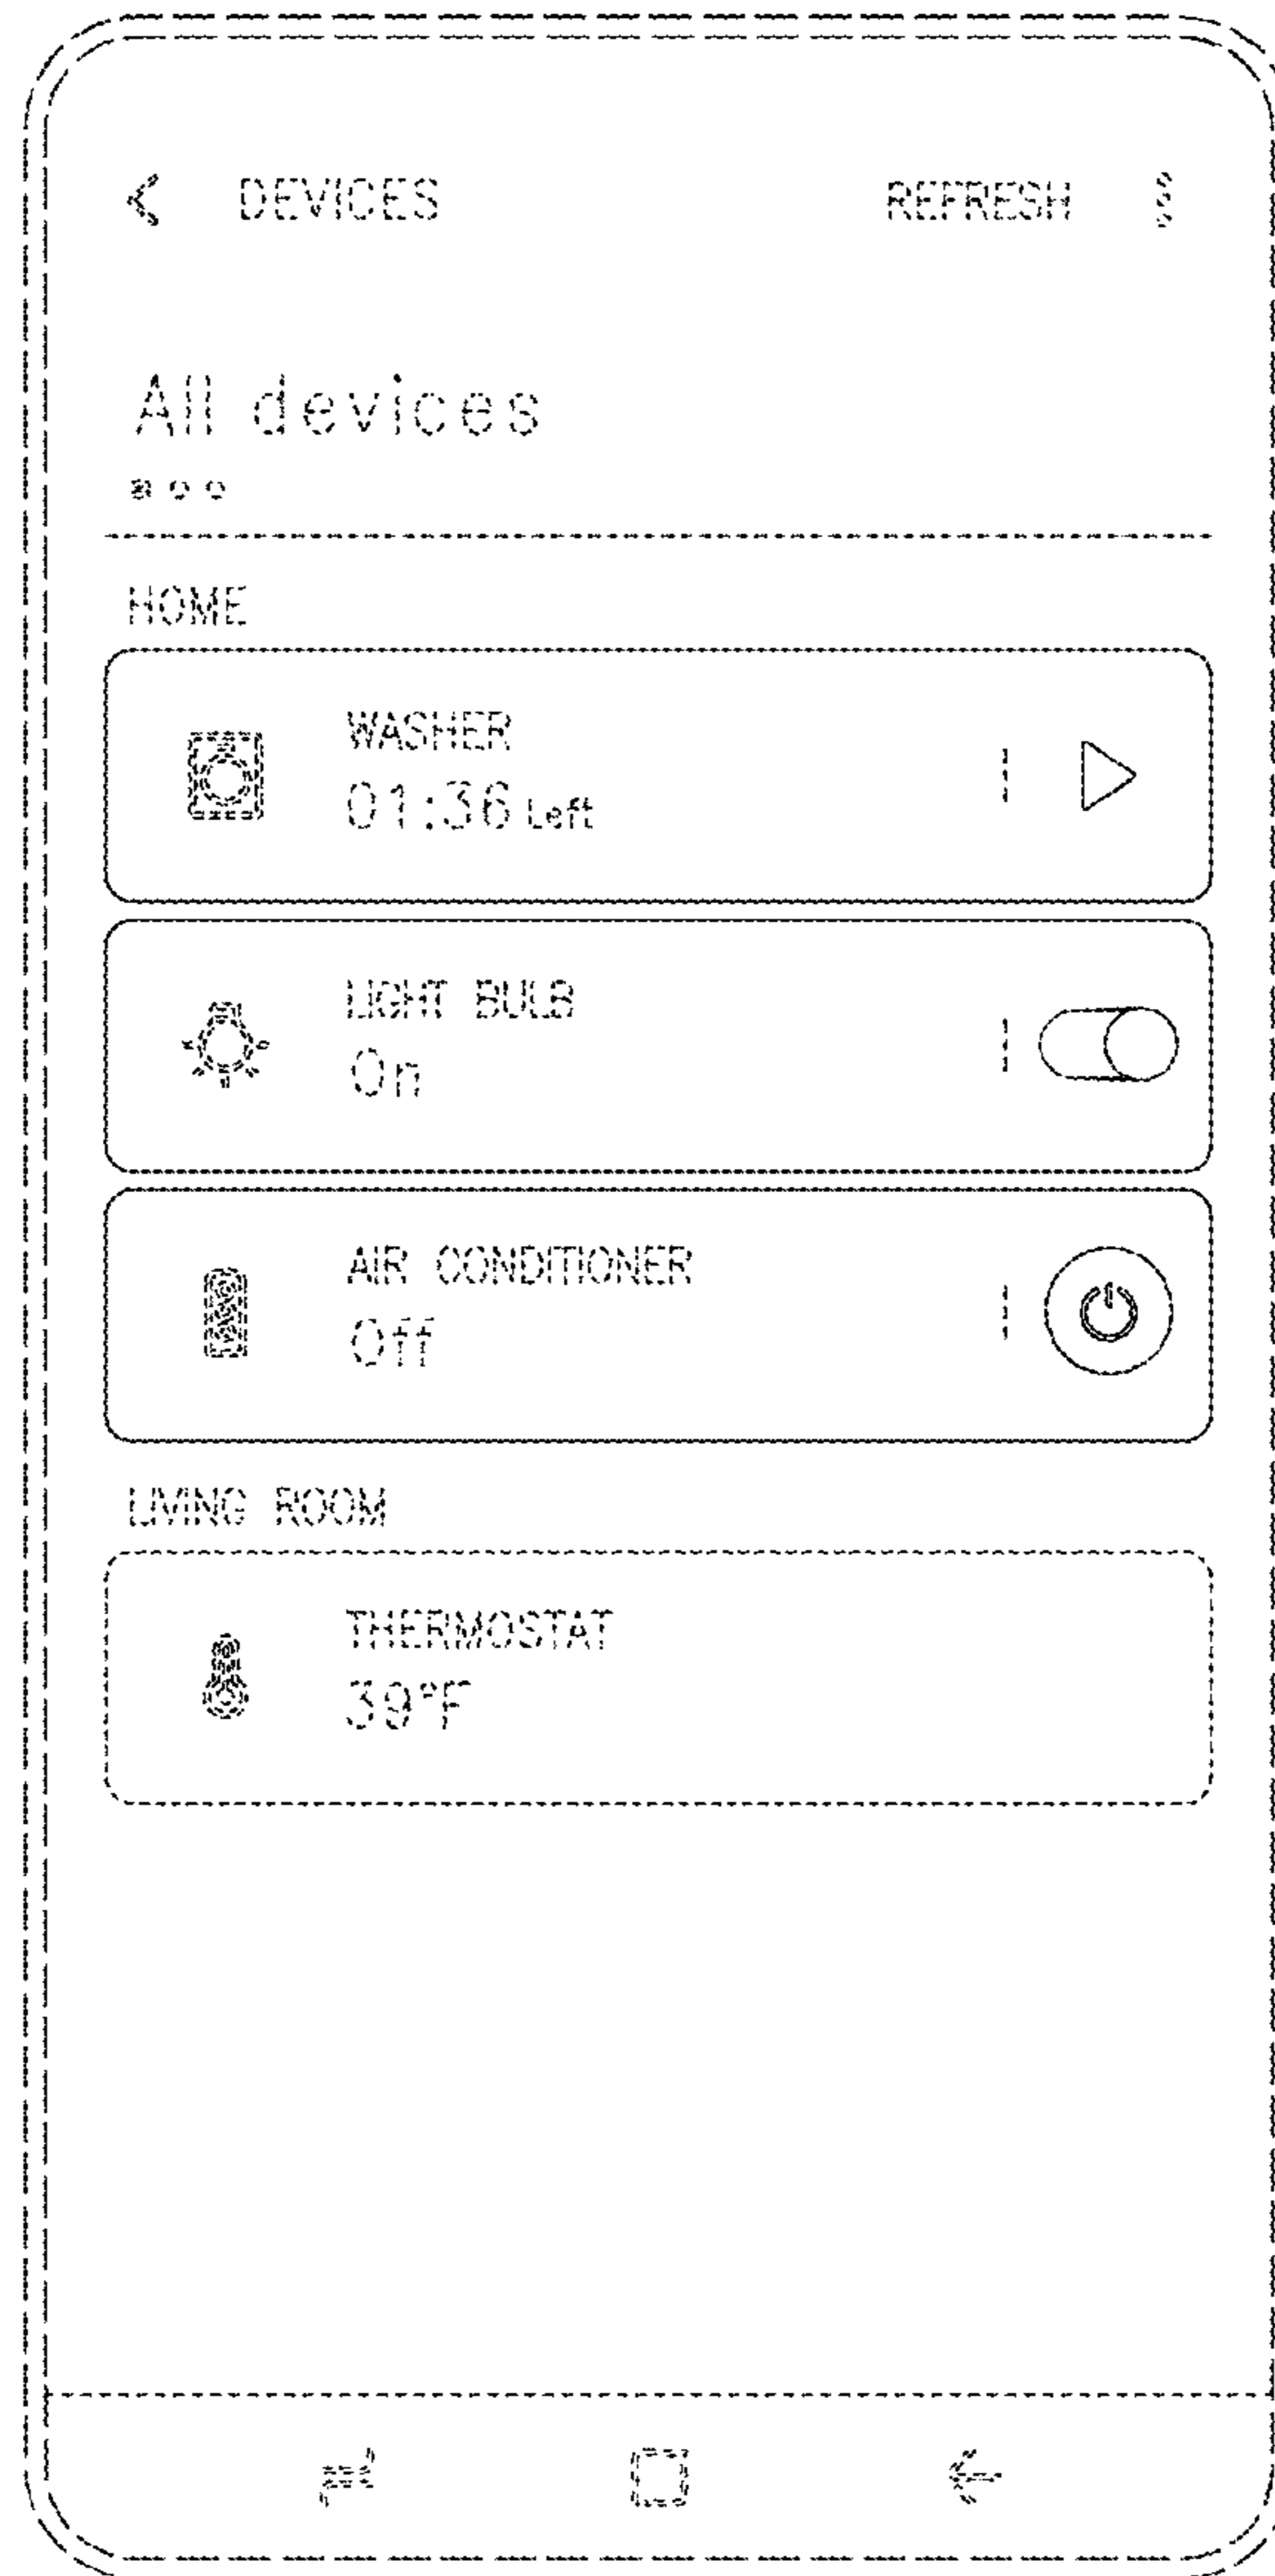 DEVICES REFRESH
All devices
HOME
WASHER
01:36 Left
LIGHT BULB
On
AIR CONDITIONER
Off
LIVING ROOM
THERMOSTAT
39°F